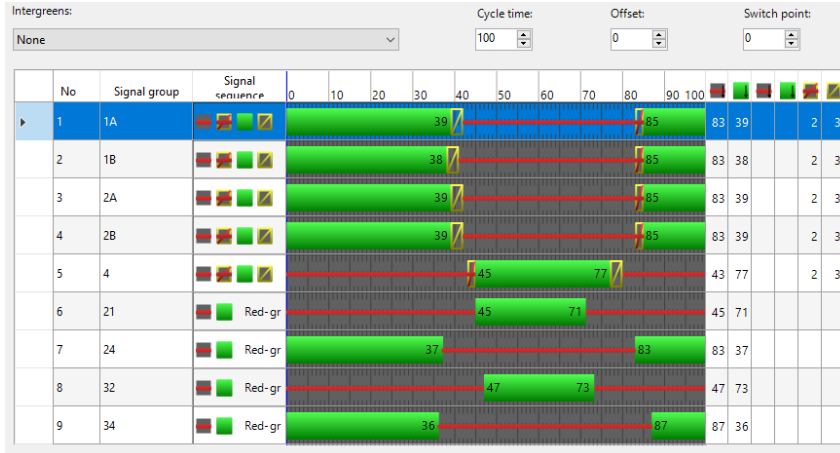 Intergreens: Cycle time: Offset: Switch point:
None 100 0 0
No Signal group Signal sequence 0 10 20 30 40 50 60 70 80 90 100
1 1A 39 85 83 39 2 3
2 1B 38 85 83 38 2 3
3 2A 39 85 83 39 2 3
4 2B 39 85 83 39 2 3
5 4 45 77 43 77 2 3
6 21 Red-gr 45 71 45 71
7 24 Red-gr 37 83 83 37
8 32 Red-gr 47 73 47 73
9 34 Red-gr 36 87 87 36